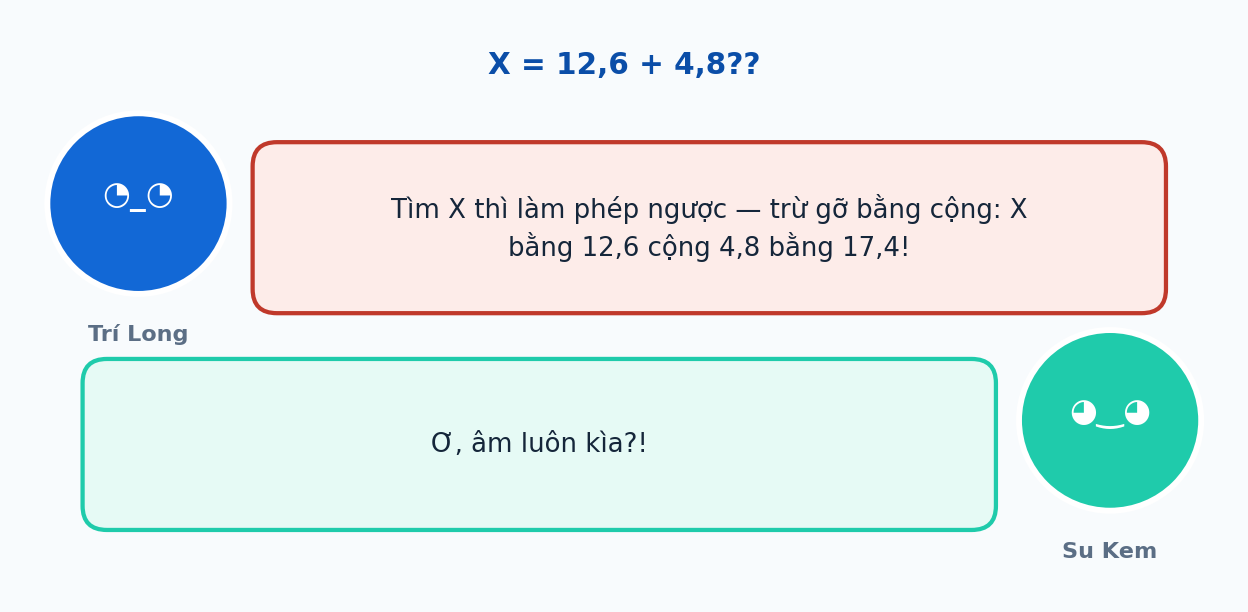 X = 12,6 + 4,8??
Tìm X thì làm phép ngược — trừ gỡ bằng cộng: X
bằng 12,6 cộng 4,8 bằng 17,4!
Trí Long
Ơ, âm luôn kìa?!
Su Kem